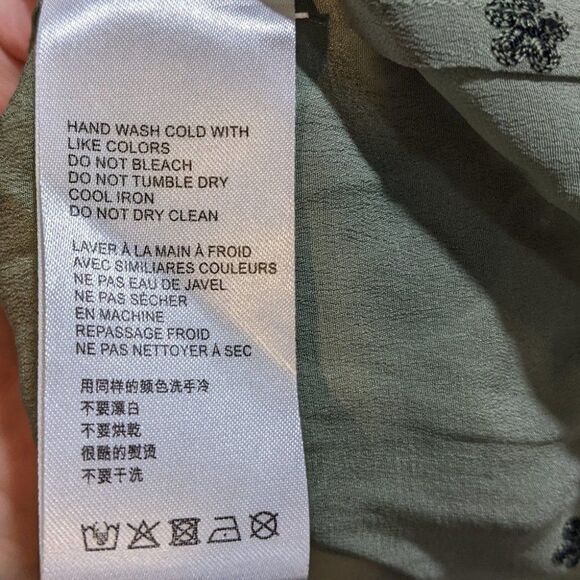 HAND WASH COLD WITH
LIKE COLORS
DO NOT BLEACH
DO NOT TUMBLE DRY
COOL IRON
DO NOT DRY CLEAN
LAVER À LA MAIN À FROID
AVEC SIMILIARES COULEURS
NE PAS EAU DE JAVEL
NE PAS SÉCHER
EN MACHINE
REPASSAGE FROID
NE PAS NETTOYER À SEC
用同样的颜色洗手冷
不要漂白
不要烘乾
很酷的熨烫
不要干洗